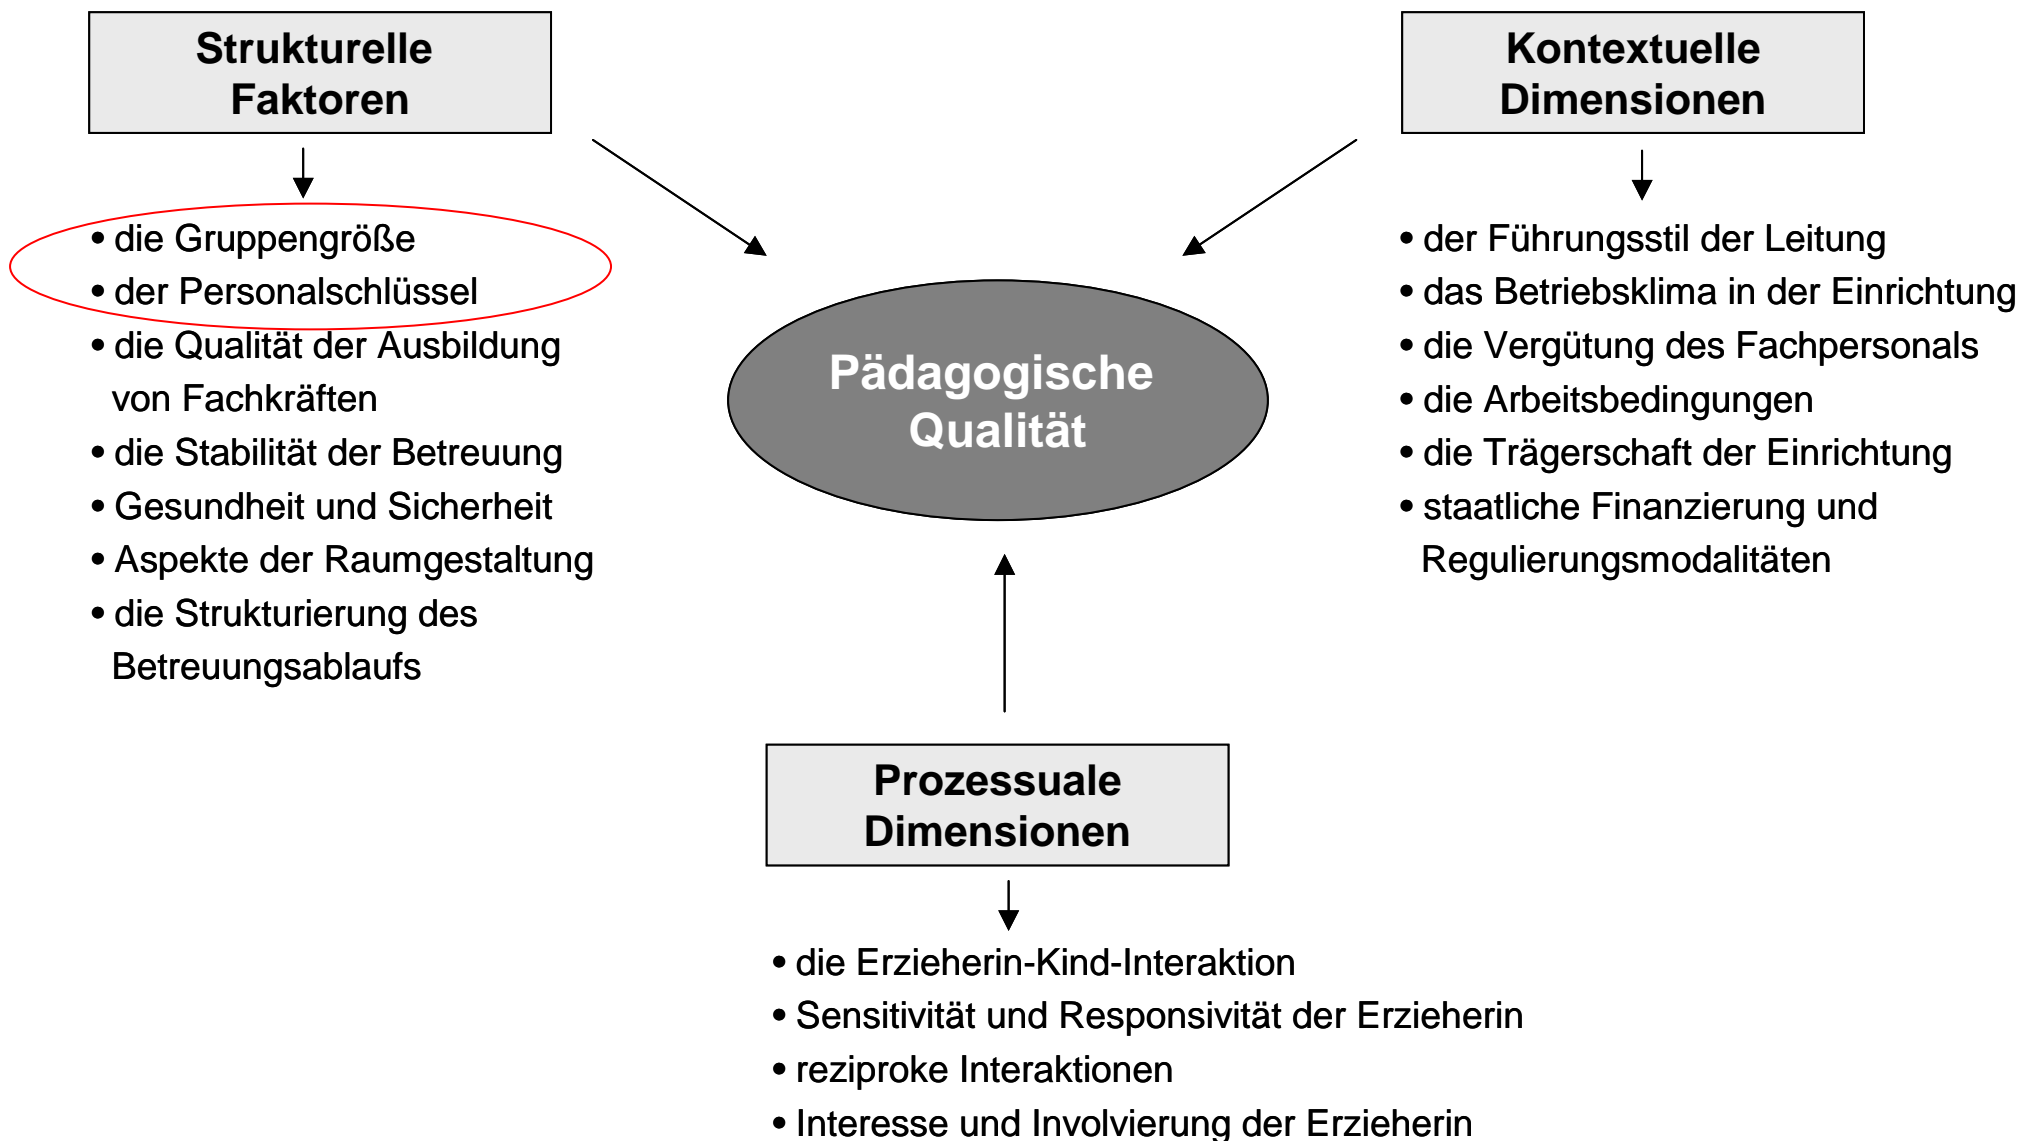 Strukturelle
Faktoren
• die Gruppengröße
• der Personalschlüssel
• die Qualität der Ausbildung
von Fachkräften
• die Stabilität der Betreuung
• Gesundheit und Sicherheit
• Aspekte der Raumgestaltung
• die Strukturierung des
Betreuungsablaufs
Pädagogische
Qualität
Kontextuelle
Dimensionen
• der Führungsstil der Leitung
• das Betriebsklima in der Einrichtung
• die Vergütung des Fachpersonals
• die Arbeitsbedingungen
• die Trägerschaft der Einrichtung
• staatliche Finanzierung und
Regulierungsmodalitäten
Prozessuale
Dimensionen
• die Erzieherin-Kind-Interaktion
• Sensitivität und Responsivität der Erzieherin
• reziproke Interaktionen
• Interesse und Involvierung der Erzieherin